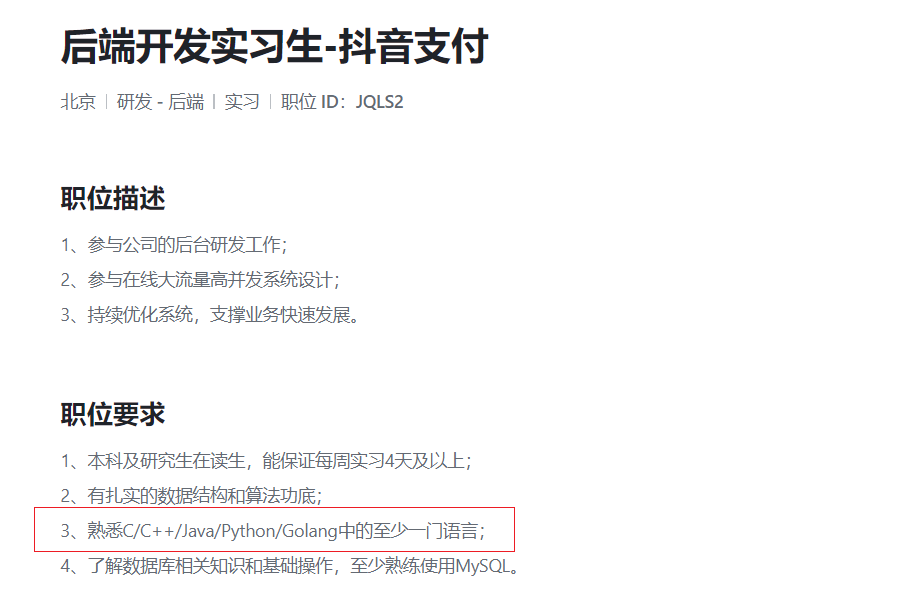 后端开发实习生-抖音支付
北京 | 研发 - 后端 | 实习 | 职位 ID：JQLS2
职位描述
1、参与公司的后台研发工作；
2、参与在线大流量高并发系统设计；
3、持续优化系统，支撑业务快速发展。
职位要求
1、本科及研究生在读生，能保证每周实习4天及以上；
2、有扎实的数据结构和算法功底；
3、熟悉C/C++/Java/Python/Golang中的至少一门语言；
4、了解数据库相关知识和基础操作，至少熟练使用MySQL。